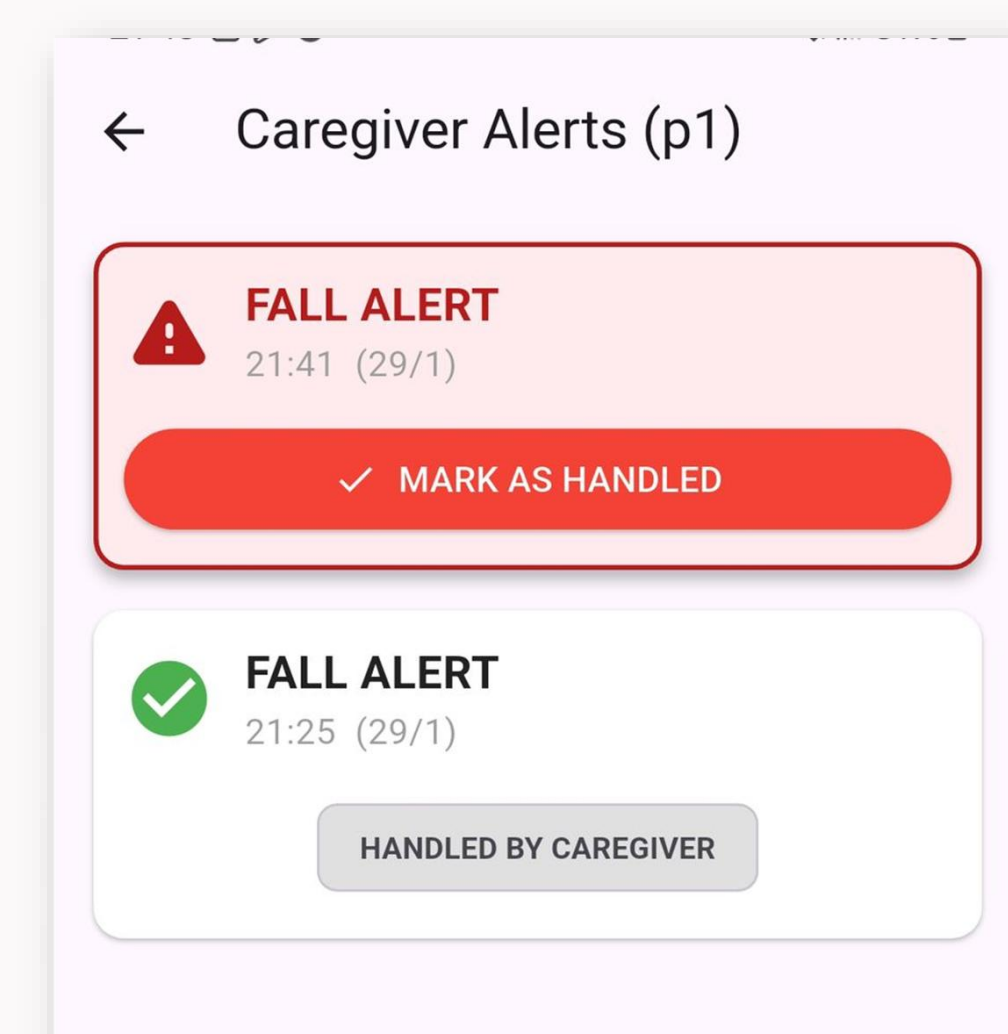 Caregiver Alerts (p1)
FALL ALERT
21:41 (29/1)
MARK AS HANDLED
FALL ALERT
21:25 (29/1)
HANDLED BY CAREGIVER